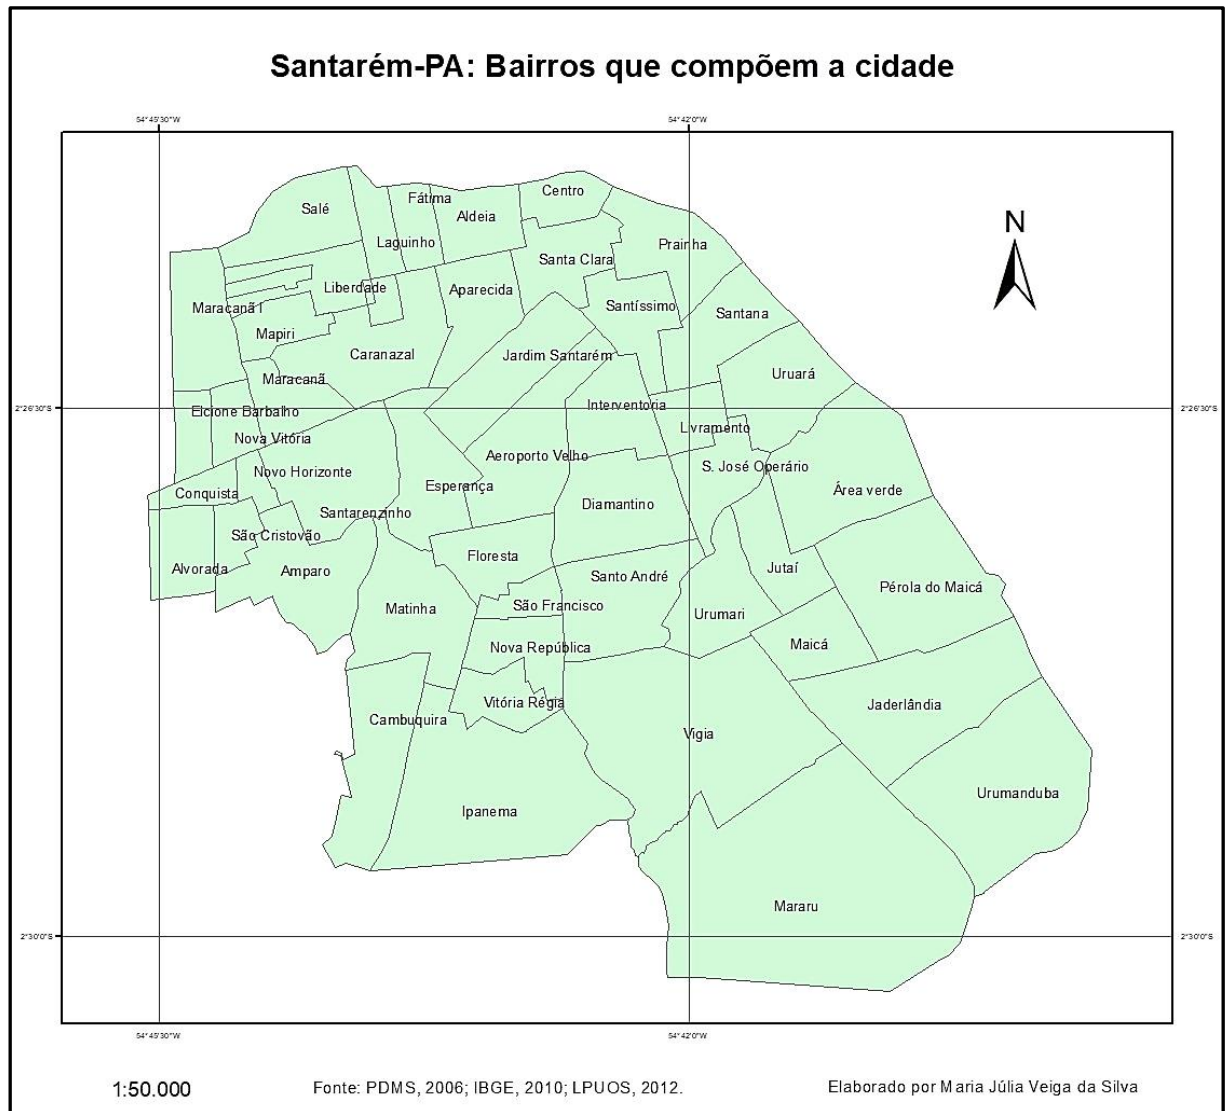 Santarém-PA: Bairros que compõem a cidade
54°45'30"W
54°42'0"W
N
Centro
Fátima
Salé
Aldeia
Laguinho
Prainha
Santa Clara
Liberdade
Aparecida
Maracanã I
Santíssimo
Santana
Mapiri
Caranazal
Jardim Santarém
Uruará
Maracanã
Interventoria
2°26'30"S
2°26'30"S
Elcione Barbalho
Livramento
Nova Vitória
Aeroporto Velho
S. José Operário
Novo Horizonte
Esperança
Área verde
Conquista
Diamantino
Santarenzinho
São Cristovão
Floresta
Alvorada
Amparo
Jutaí
Santo André
Pérola do Maicá
Matinha
São Francisco
Urumari
Nova República
Maicá
Vitória Régia
Jaderlândia
Cambuquira
Vigia
Urumanduba
Ipanema
Mararu
2°30'0"S
2°30'0"S
54°45'30"W
54°42'0"W
1:50.000
Fonte: PDMS, 2006; IBGE, 2010; LPUOS, 2012.
Elaborado por Maria Júlia Veiga da Silva